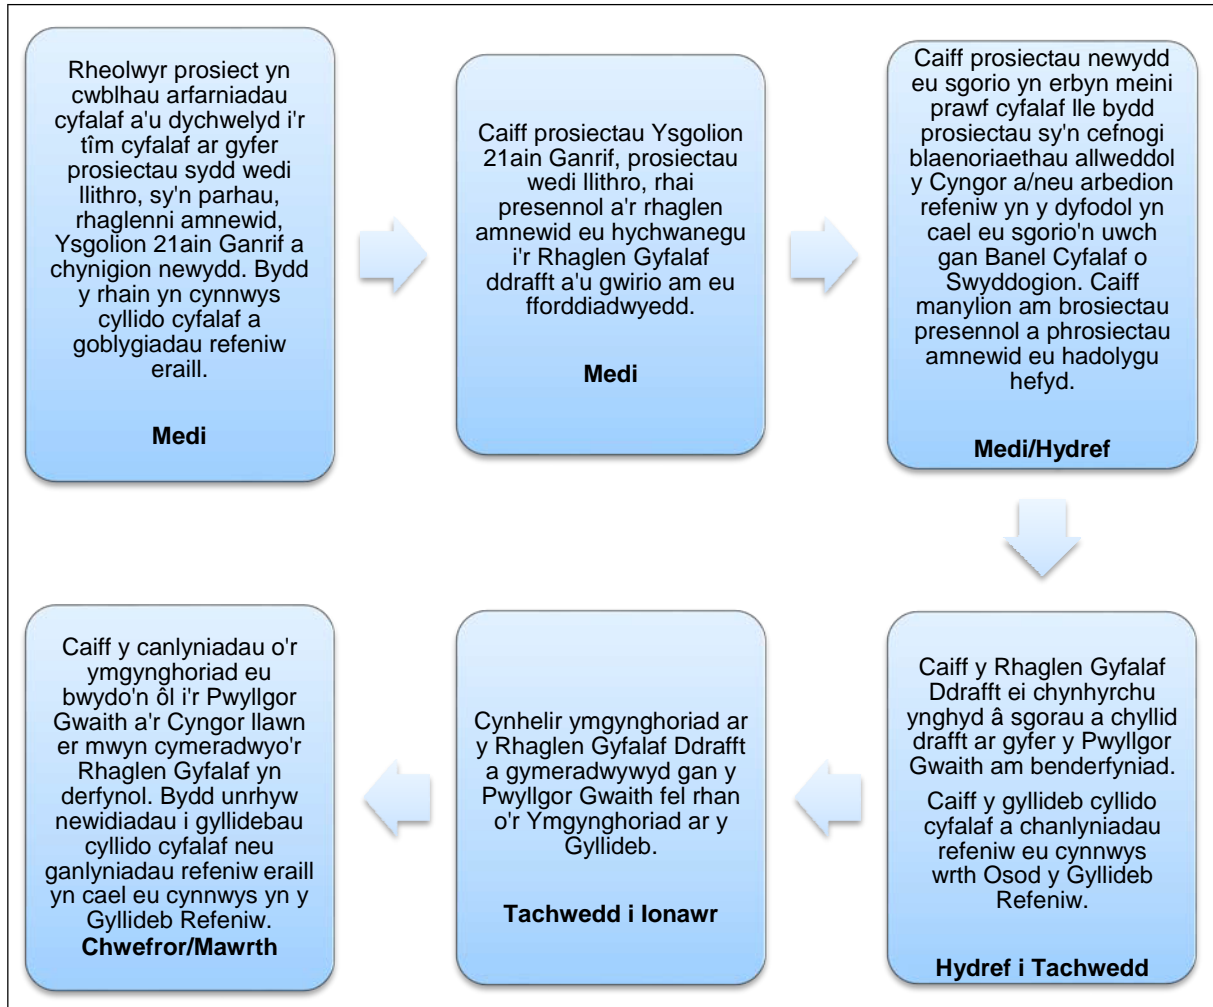 Rheolwyr prosiect yn
cwblhau arfarniadau
cyfalaf a'u dychwelyd i'r
tîm cyfalaf ar gyfer
prosiectau sydd wedi
llithro, sy'n parhau,
rhaglenni amnewid,
Ysgolion 21ain Ganrif a
chynigion newydd. Bydd
y rhain yn cynnwys
cyllido cyfalaf a
goblygiadau refeniw
eraill.
Medi
Caiff prosiectau Ysgolion
21ain Ganrif, prosiectau
wedi llithro, rhai
presennol a'r rhaglen
amnewid eu hychwanegu
i'r Rhaglen Gyfalaf
ddrafft a'u gwirio am eu
fforddiadwyedd.
Medi
Caiff prosiectau newydd
eu sgorio yn erbyn meini
prawf cyfalaf lle bydd
prosiectau sy'n cefnogi
blaenoriaethau allweddol
y Cyngor a/neu arbedion
refeniw yn y dyfodol yn
cael eu sgorio'n uwch
gan Banel Cyfalaf o
Swyddogion. Caiff
manylion am brosiectau
presennol a phrosiectau
amnewid eu hadolygu
hefyd.
Medi/Hydref
Caiff y Rhaglen Gyfalaf
Ddrafft ei chynhyrchu
ynghyd â sgorau a chyllid
drafft ar gyfer y Pwyllgor
Gwaith am benderfyniad.
Caiff y gyllideb cyllido
cyfalaf a chanlyniadau
refeniw eu cynnwys
wrth Osod y Gyllideb
Refeniw.
Hydref i Tachwedd
Cynhelir ymgynghoriad ar
y Rhaglen Gyfalaf Ddrafft
a gymeradwywyd gan y
Pwyllgor Gwaith fel rhan
o'r Ymgynghoriad ar y
Gyllideb.
Tachwedd i Ionawr
Caiff y canlyniadau o'r
ymgynghoriad eu
bwydo'n ôl i'r Pwyllgor
Gwaith a'r Cyngor llawn
er mwyn cymeradwyo'r
Rhaglen Gyfalaf yn
derfynol. Bydd unrhyw
newidiadau i gyllidebau
cyllido cyfalaf neu
ganlyniadau refeniw eraill
yn cael eu cynnwys yn y
Gyllideb Refeniw.
Chwefror/Mawrth